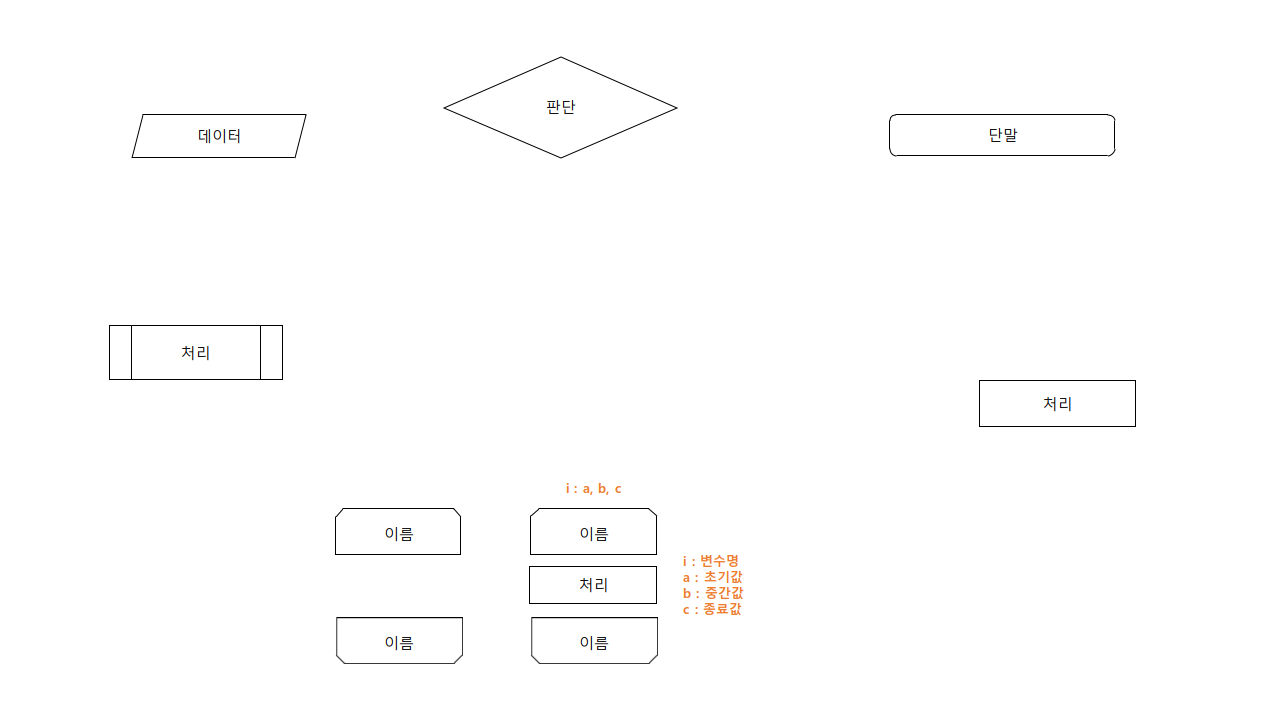 판단
데이터
단말
처리
처리
i : a, b, c
이름
이름
i : 변수명
a : 초기값
처리
b : 중간값
c : 종료값
이름
이름